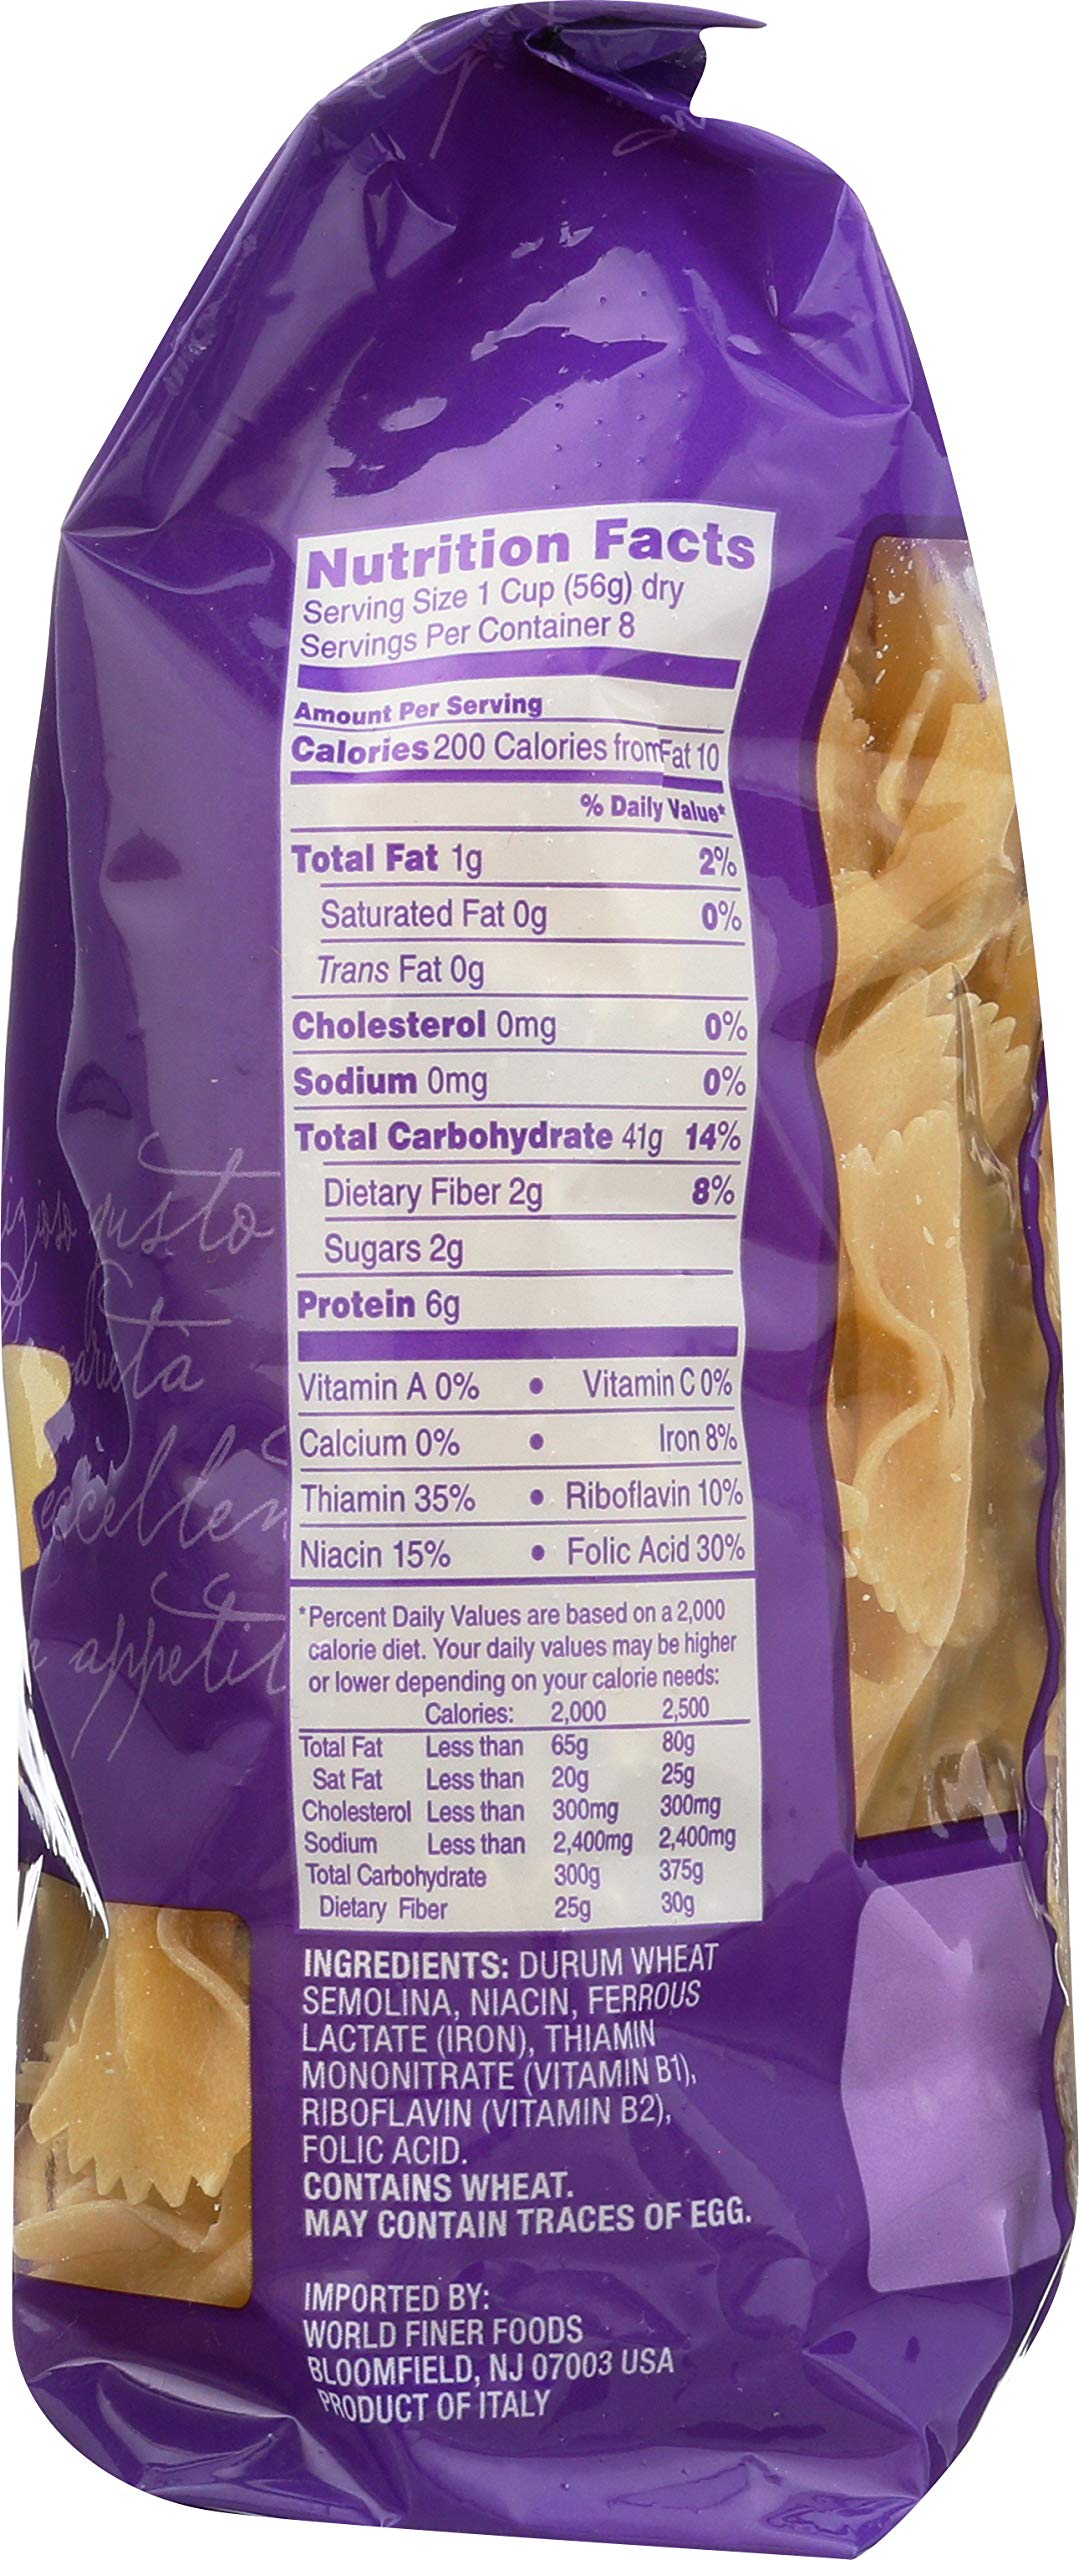 Nutrition Facts
Serving Size 1 Cup (56g) dry
Servings Per Container 8
Amount Per Serving
Calories 200 Calories from Fat 10
% Daily Value*
Total Fat 1g 2%
Saturated Fat 0g 0%
Trans Fat 0g
Cholesterol 0mg 0%
Sodium 0mg 0%
Total Carbohydrate 41g 14%
Dietary Fiber 2g 8%
Sugars 2g
Protein 6g
Vitamin A 0% • Vitamin C 0%
Calcium 0% • Iron 8%
Thiamin 35% • Riboflavin 10%
Niacin 15% • Folic Acid 30%
*Percent Daily Values are based on a 2,000
calorie diet. Your daily values may be higher
or lower depending on your calorie needs:
Calories: 2,000 2,500
Total Fat Less than 65g 80g
Sat Fat Less than 20g 25g
Cholesterol Less than 300mg 300mg
Sodium Less than 2,400mg 2,400mg
Total Carbohydrate 300g 375g
Dietary Fiber 25g 30g
INGREDIENTS: DURUM WHEAT
SEMOLINA, NIACIN, FERROUS
LACTATE (IRON), THIAMIN
MONONITRATE (VITAMIN B1),
RIBOFLAVIN (VITAMIN B2),
FOLIC ACID.
CONTAINS WHEAT.
MAY CONTAIN TRACES OF EGG.
IMPORTED BY:
WORLD FINER FOODS
BLOOMFIELD, NJ 07003 USA
PRODUCT OF ITALY
gusto
appetit